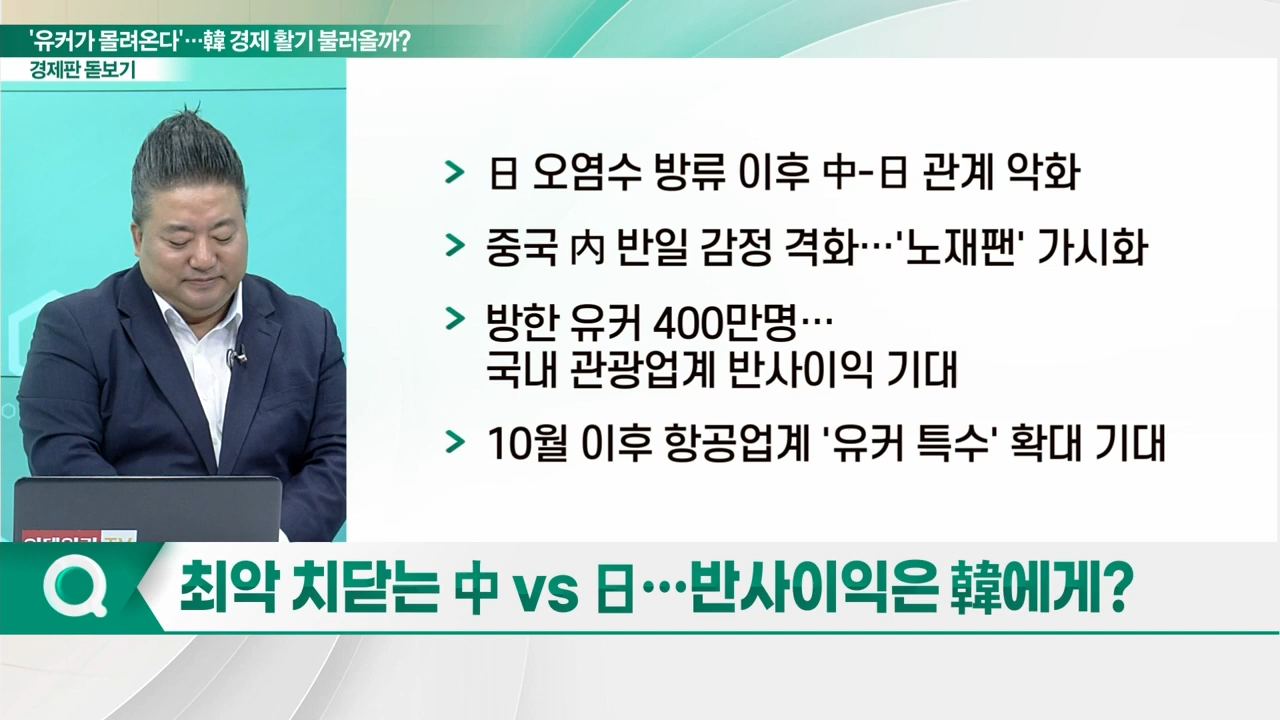 '유커가 몰려온다'…韓 경제 활기 불러올까?
경제판 돋보기
> 日 오염수 방류 이후 中-日 관계 악화
> 중국 內 반일 감정 격화…'노재팬' 가시화
> 방한 유커 400만명…
국내 관광업계 반사이익 기대
> 10월 이후 항공업계 '유커 특수' 확대 기대
최악 치닫는 中 vs 日…반사이익은 韓에게?